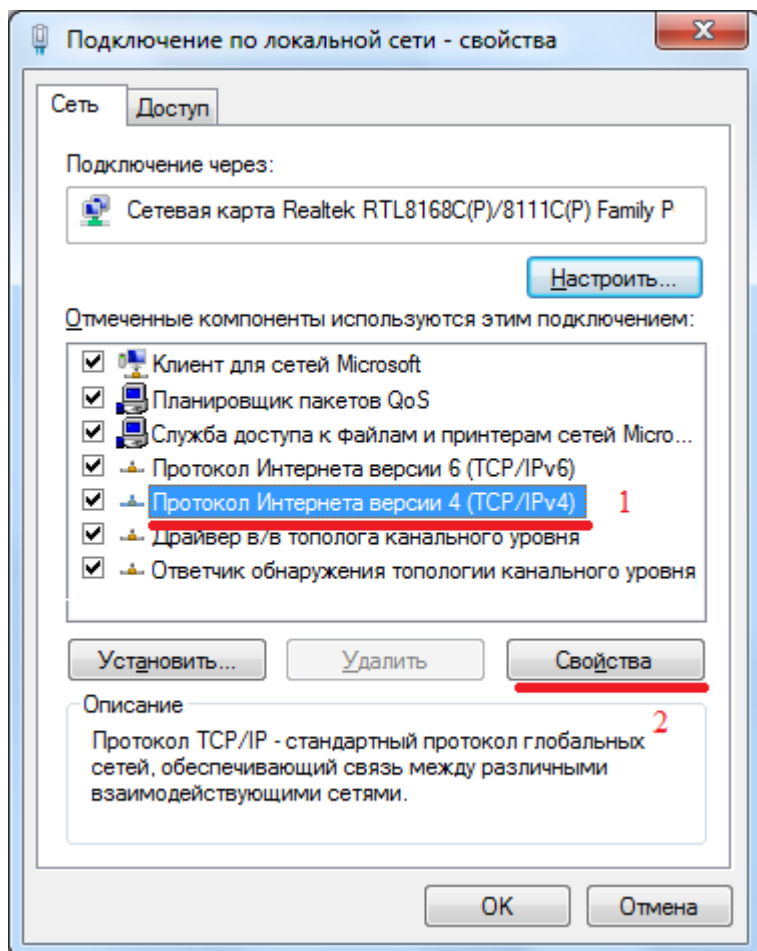 Подключение по локальной сети - свойства
Сеть
Доступ
Подключение через:
Сетевая карта Realtek RTL8168C(P)/8111C(P) Family P
Настроить...
Отмеченные компоненты используются этим подключением:
Клиент для сетей Microsoft
Планировщик пакетов QoS
Служба доступа к файлам и принтерам сетей Micro...
Протокол Интернета версии 6 (TCP/IPv6)
Протокол Интернета версии 4 (TCP/IPv4) 1
Драйвер в/в тополога канального уровня
Ответчик обнаружения топологии канального уровня
Установить...
Удалить
Свойства
2
Описание
Протокол TCP/IP - стандартный протокол глобальных
сетей, обеспечивающий связь между различными
взаимодействующими сетями.
OK
Отмена